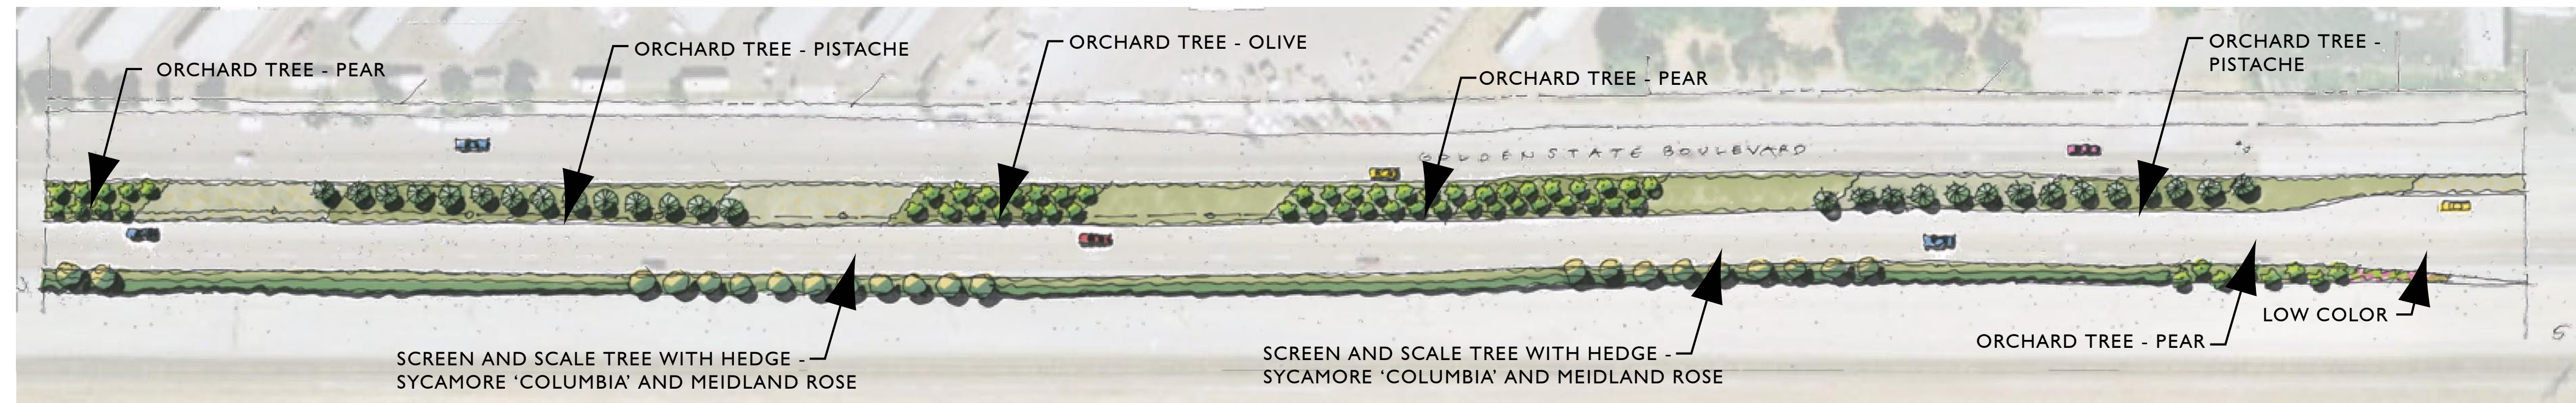 ORCHARD TREE - PEAR
ORCHARD TREE - PISTACHE
ORCHARD TREE - OLIVE
ORCHARD TREE - PEAR
ORCHARD TREE -
PISTACHE
GOLDEN STATE BOULEVARD
SCREEN AND SCALE TREE WITH HEDGE -
SYCAMORE ‘COLUMBIA’ AND MEIDLAND ROSE
SCREEN AND SCALE TREE WITH HEDGE -
SYCAMORE ‘COLUMBIA’ AND MEIDLAND ROSE
ORCHARD TREE - PEAR
LOW COLOR